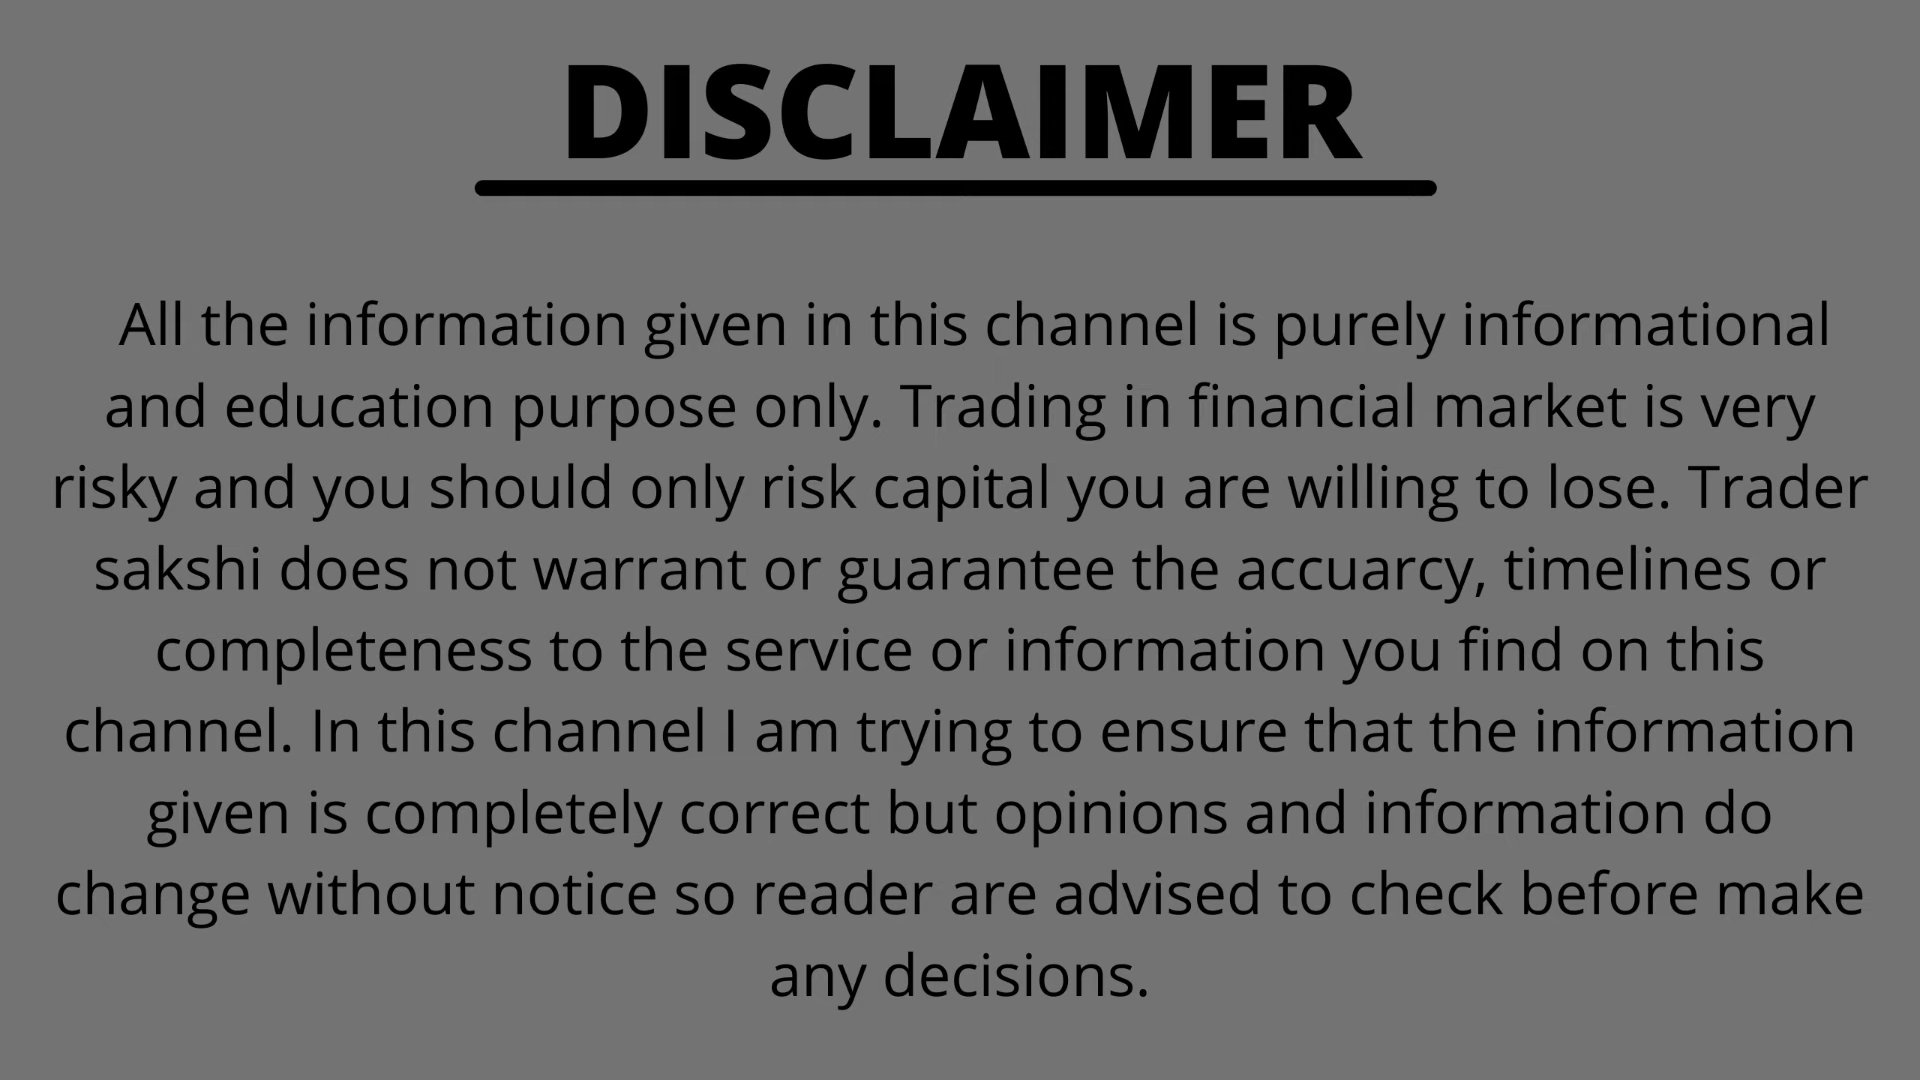 DISCLAIMER
All the information given in this channel is purely informational
and education purpose only. Trading in financial market is very
risky and you should only risk capital you are willing to lose. Trader
sakshi does not warrant or guarantee the accuarcy, timelines or
completeness to the service or information you find on this
channel. In this channel I am trying to ensure that the information
given is completely correct but opinions and information do
change without notice so reader are advised to check before make
any decisions.